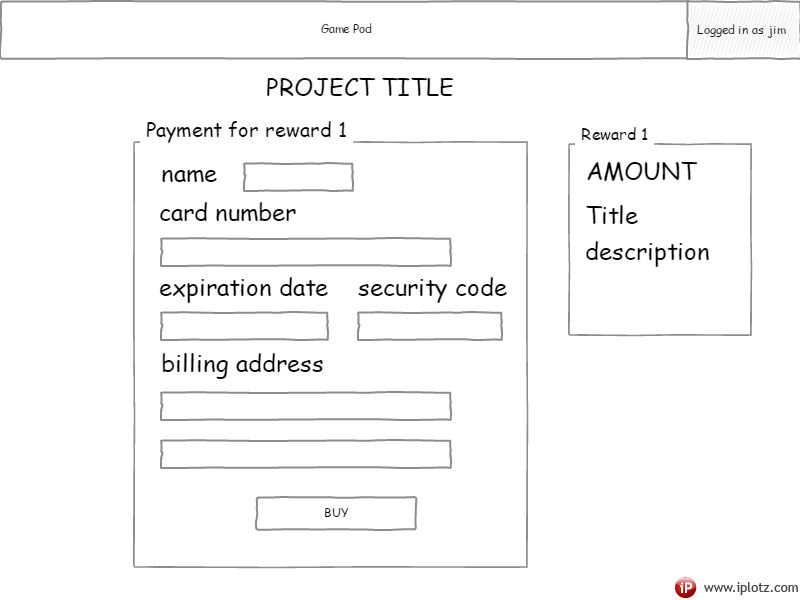 Game Pod
Logged in as jim
PROJECT TITLE
Payment for reward 1
name
card number
expiration date
security code
billing address
BUY
Reward 1
AMOUNT
Title
description
iP www.iplotz.com